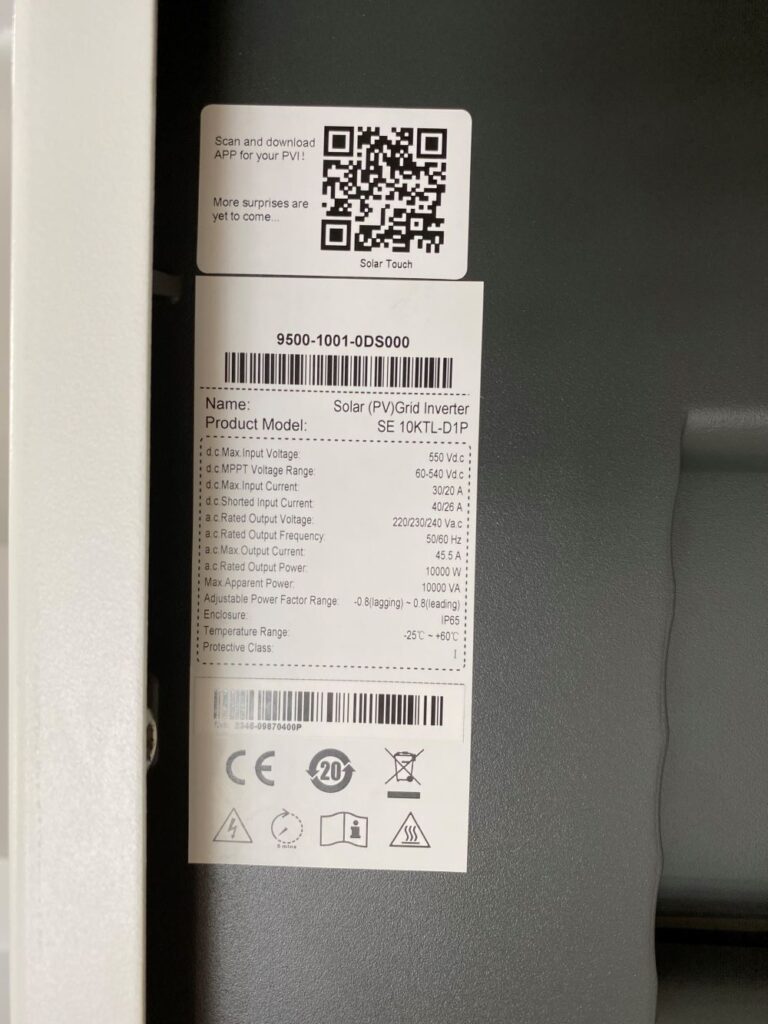 Scan and download
APP for your PVI!
More surprises are
yet to come...
Solar Touch
9500-1001-0DS000
Name: Solar (PV)Grid Inverter
Product Model: SE 10KTL-D1P
d.c.Max.Input Voltage: 550 Vd.c
d.c.MPPT Voltage Range: 60-540 Vd.c
d.c.Max.Input Current: 30/20 A
d.c.Shorted Input Current: 40/26 A
a.c.Rated Output Voltage: 220/230/240 Va.c
a.c.Rated Output Frequency: 50/60 Hz
a.c.Max.Output Current: 45.5 A
a.c.Rated Output Power: 10000 W
Max.Apparent Power: 10000 VA
Adjustable Power Factor Range: -0.8(lagging) ~ 0.8(leading)
Enclosure: IP65
Temperature Range: -25℃ ~ +60℃
Protective Class: I
CE
20
5 mins